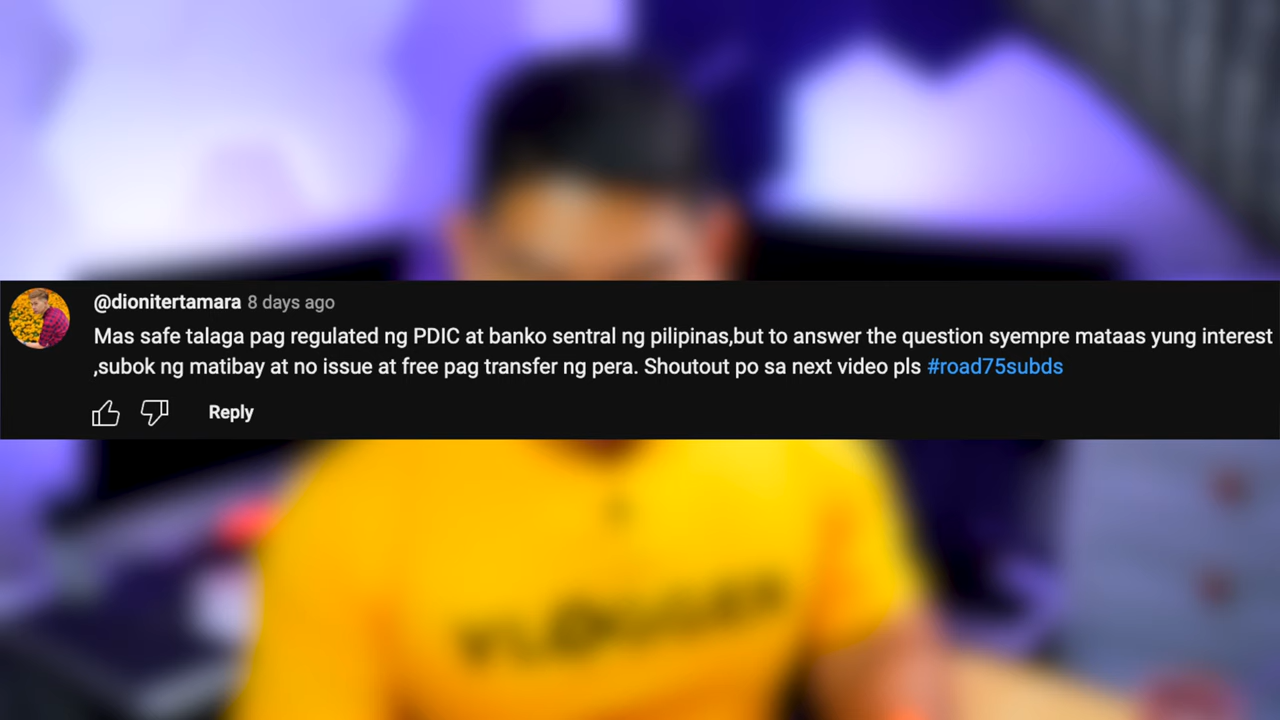 @dionitertamara 8 days ago
Mas safe talaga pag regulated ng PDIC at banko sentral ng pilipinas,but to answer the question syempre mataas yung interest
,subok ng matibay at no issue at free pag transfer ng pera. Shoutout po sa next video pls #road75subds
Reply
VLOGGER